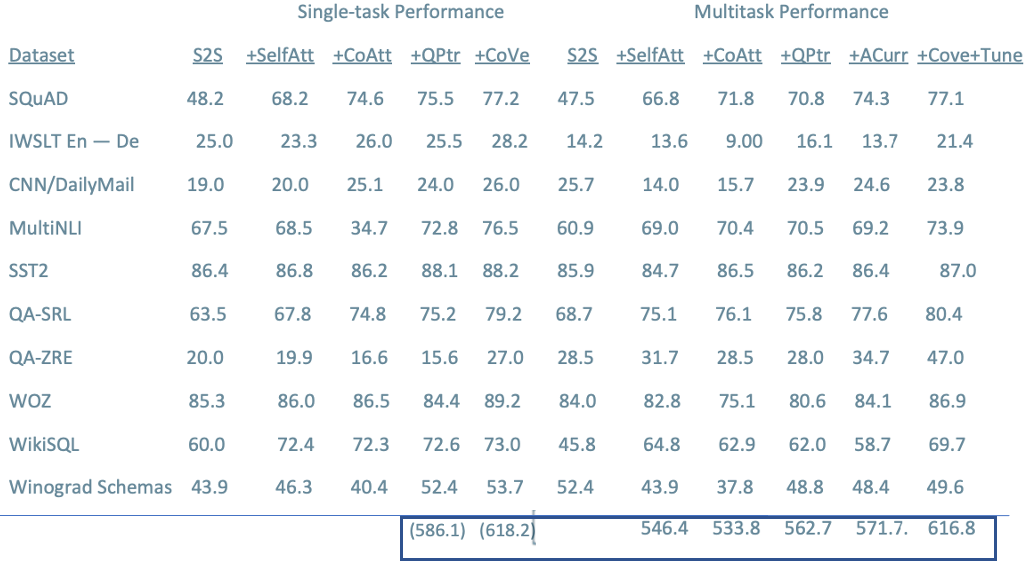 Single-task Performance Multitask Performance
Dataset S2S +SelfAtt +CoAtt +QPtr +CoVe S2S +SelfAtt +CoAtt +QPtr +ACurr +Cove+Tune
SQuAD 48.2 68.2 74.6 75.5 77.2 47.5 66.8 71.8 70.8 74.3 77.1
IWSLT En — De 25.0 23.3 26.0 25.5 28.2 14.2 13.6 9.00 16.1 13.7 21.4
CNN/DailyMail 19.0 20.0 25.1 24.0 26.0 25.7 14.0 15.7 23.9 24.6 23.8
MultiNLI 67.5 68.5 34.7 72.8 76.5 60.9 69.0 70.4 70.5 69.2 73.9
SST2 86.4 86.8 86.2 88.1 88.2 85.9 84.7 86.5 86.2 86.4 87.0
QA-SRL 63.5 67.8 74.8 75.2 79.2 68.7 75.1 76.1 75.8 77.6 80.4
QA-ZRE 20.0 19.9 16.6 15.6 27.0 28.5 31.7 28.5 28.0 34.7 47.0
WOZ 85.3 86.0 86.5 84.4 89.2 84.0 82.8 75.1 80.6 84.1 86.9
WikiSQL 60.0 72.4 72.3 72.6 73.0 45.8 64.8 62.9 62.0 58.7 69.7
Winograd Schemas 43.9 46.3 40.4 52.4 53.7 52.4 43.9 37.8 48.8 48.4 49.6
(586.1) (618.2) 546.4 533.8 562.7 571.7. 616.8